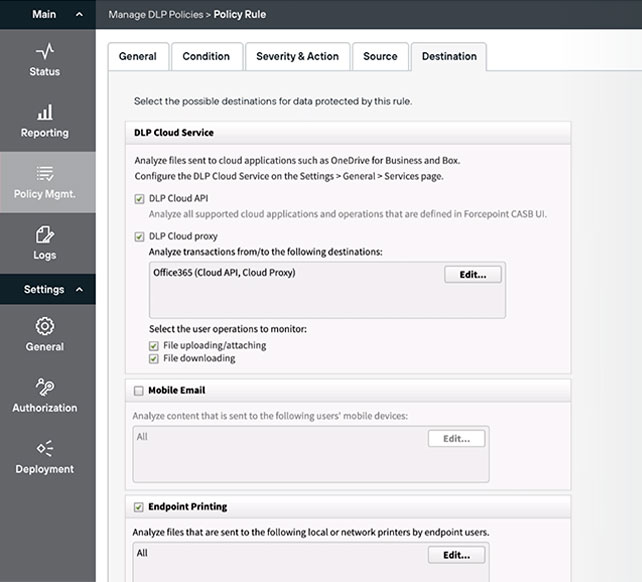 Main
Manage DLP Policies > Policy Rule
Status
Reporting
Policy Mgmt.
Logs
Settings
General
Authorization
Deployment
General
Condition
Severity & Action
Source
Destination
Select the possible destinations for data protected by this rule.
DLP Cloud Service
Analyze files sent to cloud applications such as OneDrive for Business and Box.
Configure the DLP Cloud Service on the Settings > General > Services page.
DLP Cloud API
Analyze all supported cloud applications and operations that are defined in Forcepoint CASB UI.
DLP Cloud proxy
Analyze transactions from/to the following destinations:
Office365 (Cloud API, Cloud Proxy)
Edit...
Select the user operations to monitor:
File uploading/attaching
File downloading
Mobile Email
Analyze content that is sent to the following users' mobile devices:
All
Edit...
Endpoint Printing
Analyze files that are sent to the following local or network printers by endpoint users.
All
Edit...